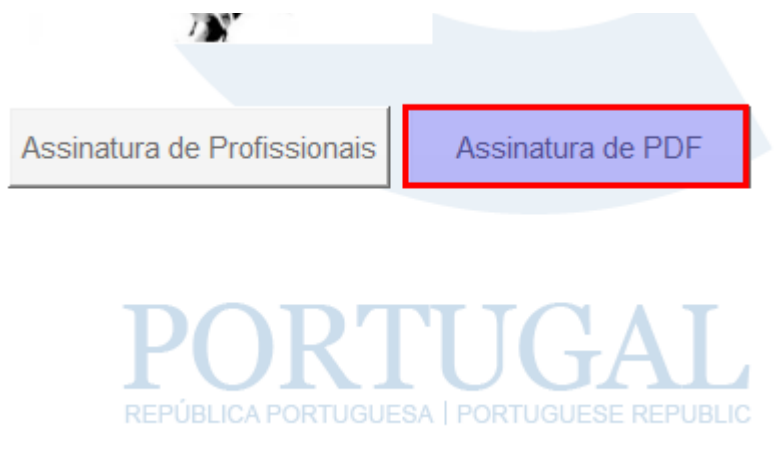 Assinatura de Profissionais
Assinatura de PDF
PORTUGAL
REPÚBLICA PORTUGUESA | PORTUGUESE REPUBLIC